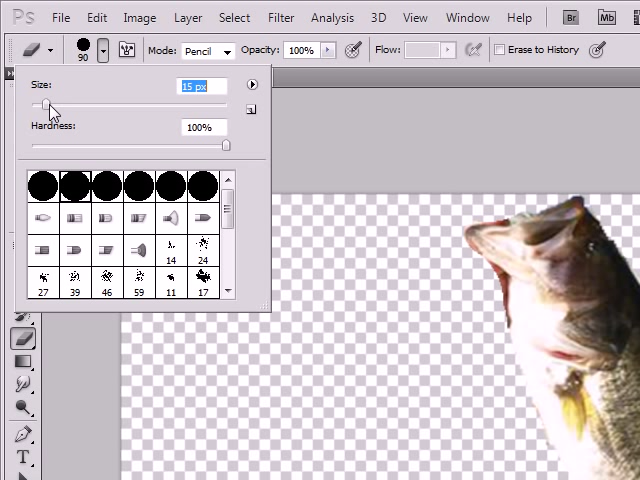 Ps File Edit Image Layer Select Filter Analysis 3D View Window Help Br Mb
90 Mode: Pencil Opacity: 100% Flow: Erase to History
Size: 15 px
Hardness: 100%
14 24
27 39 46 59 11 17
T